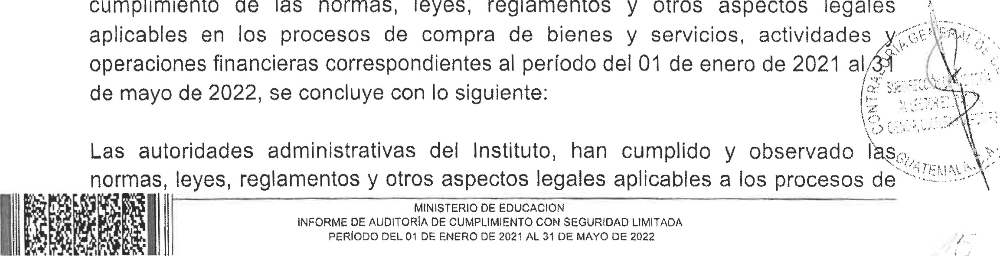 cumplimiento de las normas, leyes, reglamentos y otros aspectos legales
aplicables en los procesos de compra de bienes y servicios, actividades y
operaciones financieras correspondientes al período del 01 de enero de 2021 al 31
de mayo de 2022, se concluye con lo siguiente:
Las autoridades administrativas del Instituto, han cumplido y observado las
normas, leyes, reglamentos y otros aspectos legales aplicables a los procesos de
CONTRALORÍA GENERAL DE
GUATEMALA,
MINISTERIO DE EDUCACION
INFORME DE AUDITORÍA DE CUMPLIMIENTO CON SEGURIDAD LIMITADA
PERÍODO DEL 01 DE ENERO DE 2021 AL 31 DE MAYO DE 2022